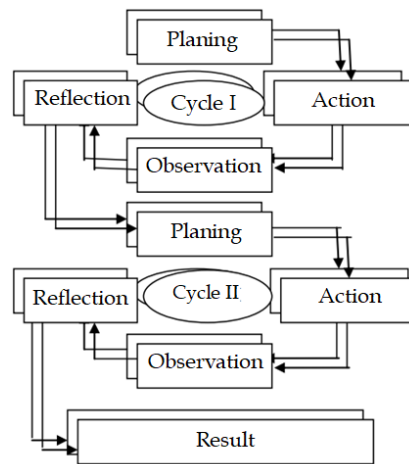 Planing
Reflection
Cycle I
Action
Observation
Planing
Reflection
Cycle II
Action
Observation
Result